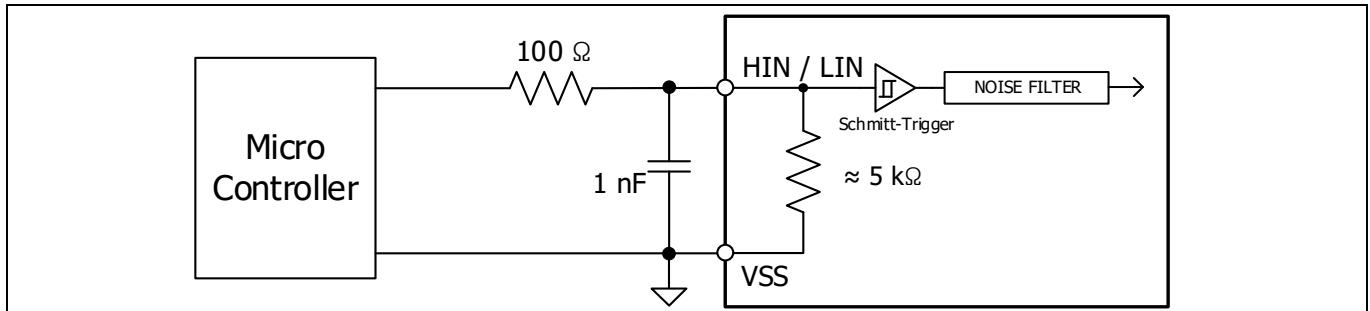 100 Ω
HIN / LIN
NOISE FILTER
Schmitt-Trigger
Micro
Controller
1 nF
≈ 5 kΩ
VSS